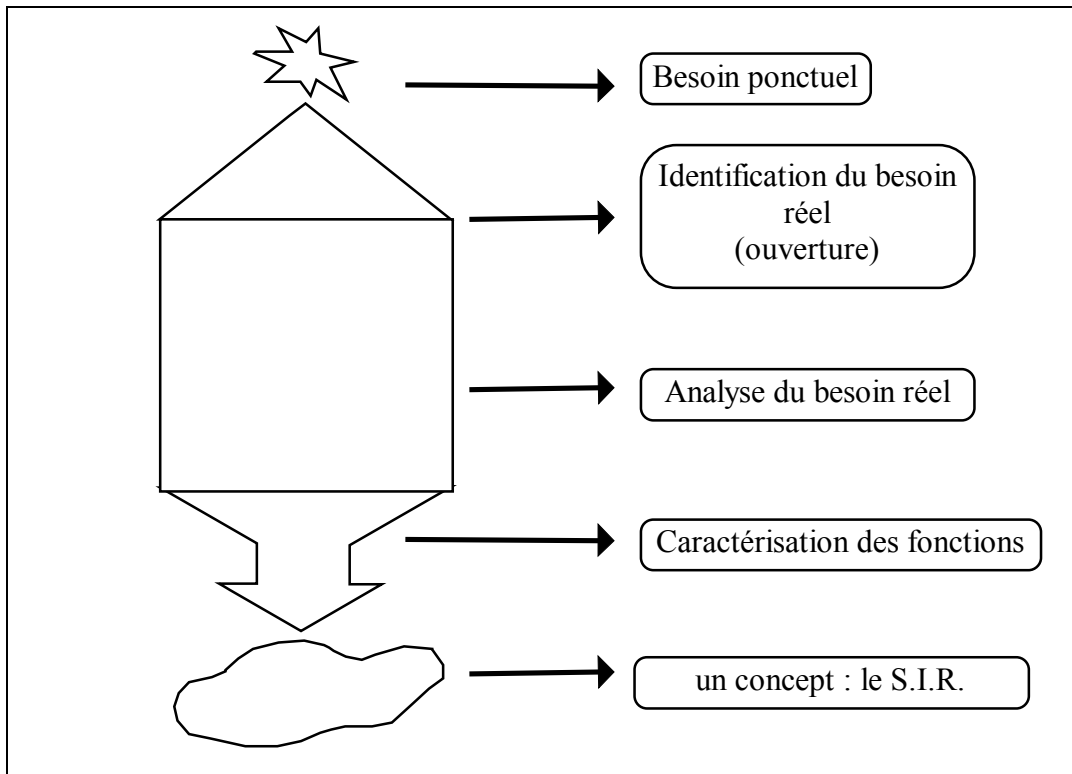 Besoin ponctuel
Identification du besoin
réel
(ouverture)
Analyse du besoin réel
Caractérisation des fonctions
un concept : le S.I.R.